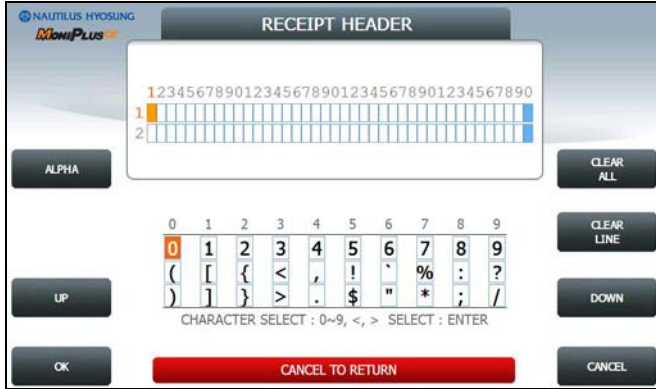 NAUTILUS HYOSUNG
MoniPlus CE
RECEIPT HEADER
1234567890123456789012345678901234567890
1
2
ALPHA
CLEAR ALL
0 1 2 3 4 5 6 7 8 9
0 1 2 3 4 5 6 7 8 9
( [ { < , ! ` % : ?
) ] } > . $ " * ; /
CLEAR LINE
UP
DOWN
CHARACTER SELECT : 0~9, <, > SELECT : ENTER
OK
CANCEL TO RETURN
CANCEL